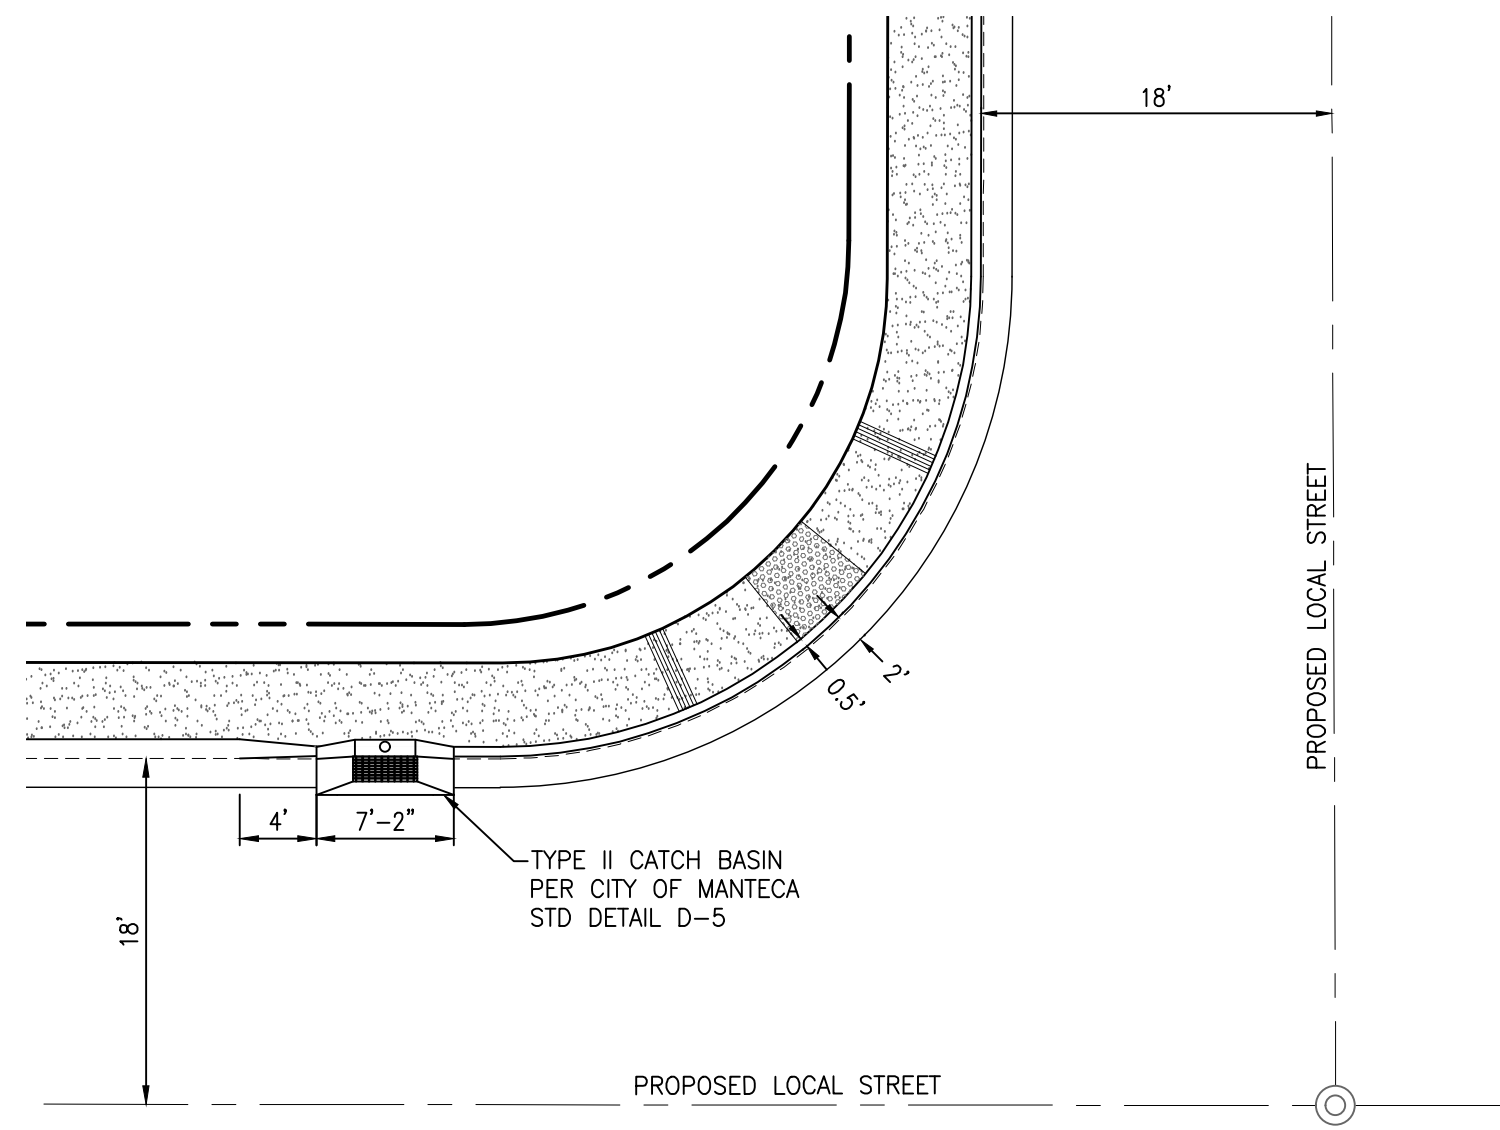 18'
PROPOSED LOCAL STREET
2'
0.5'
4'
7'-2"
TYPE II CATCH BASIN
PER CITY OF MANTECA
STD DETAIL D-5
18'
PROPOSED LOCAL STREET